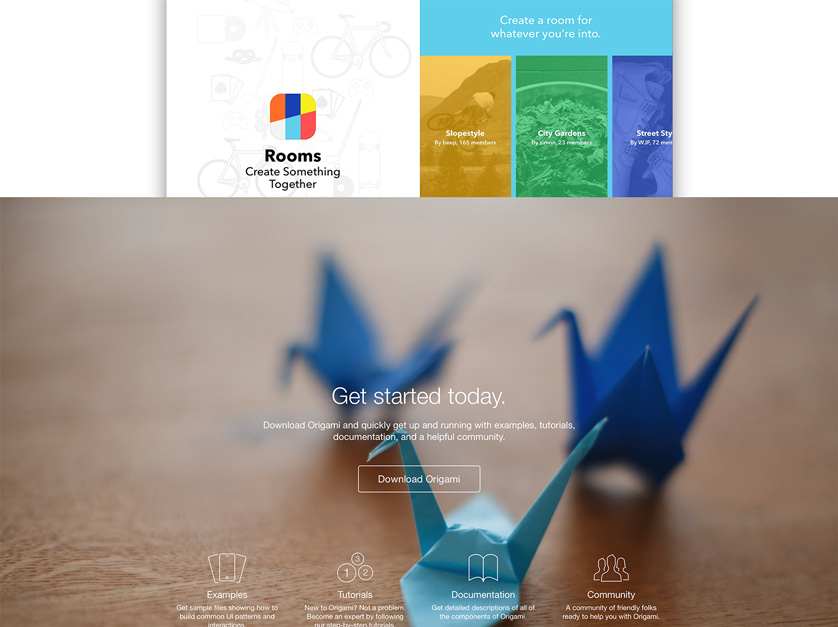 Create a room for
whatever you're into.
Rooms
Create Something
Together
Slopestyle
By beep, 165 members
City Gardens
By simon, 23 members
Street Sty
By WJF, 72 men
Get started today.
Download Origami and quickly get up and running with examples, tutorials,
documentation, and a helpful community.
Download Origami
3
1 2
Examples
Get sample files showing how to
build common UI patterns and
interactions.
Tutorials
New to Origami? Not a problem.
Become an expert by following
our step-by-step tutorials.
Documentation
Get detailed descriptions of all of
the components of Origami.
Community
A community of friendly folks
ready to help you with Origami.